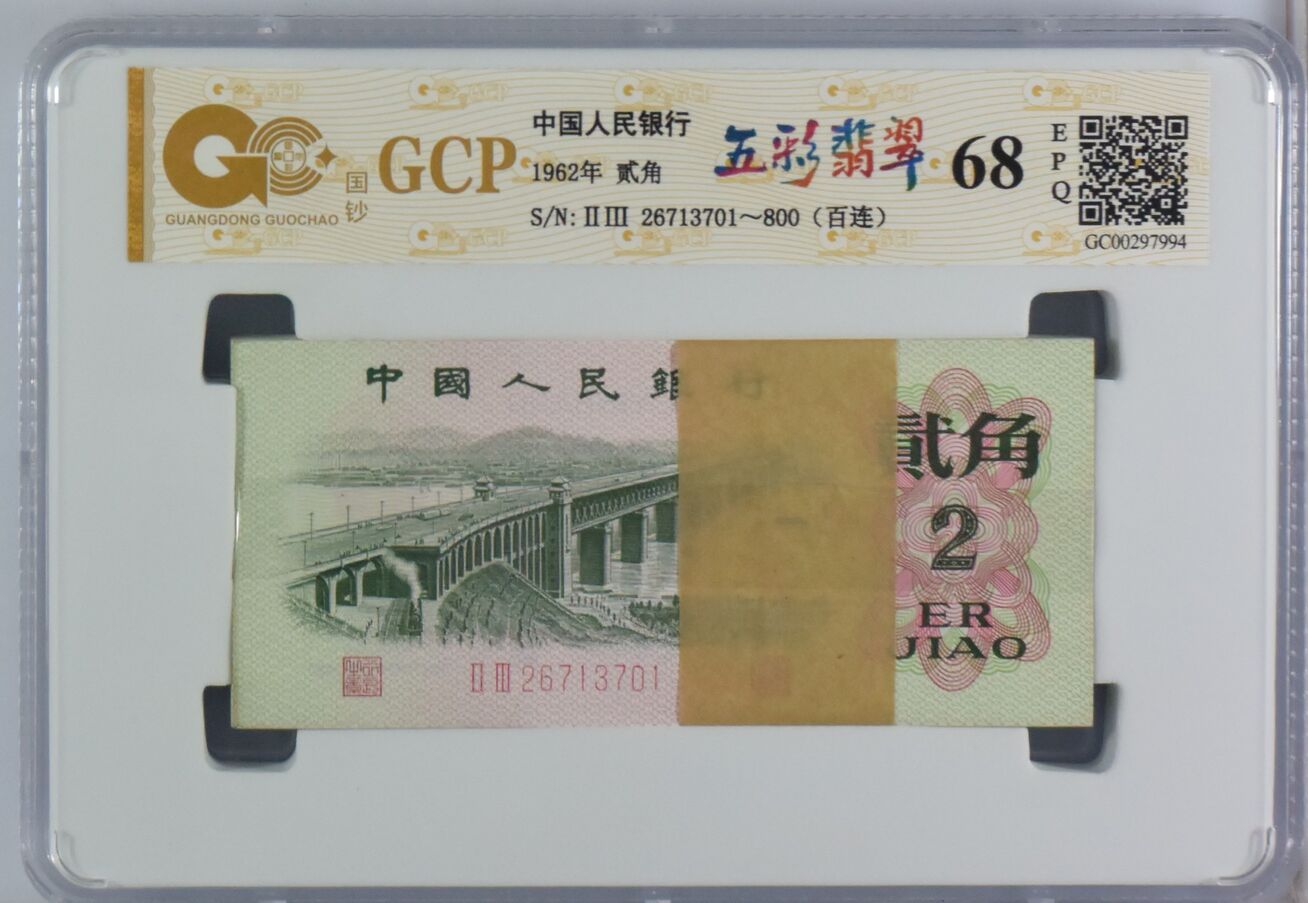 GUANGDONG GUOCHAO
国钞
GCP
中国人民银行
1962年 贰角
S/N: ⅡⅢ 26713701～800（百连）
五彩翡翠
68
EPQ
GC00297994
中國人民銀行
貳角
2
ER
JIAO
ⅡⅢ 26713701